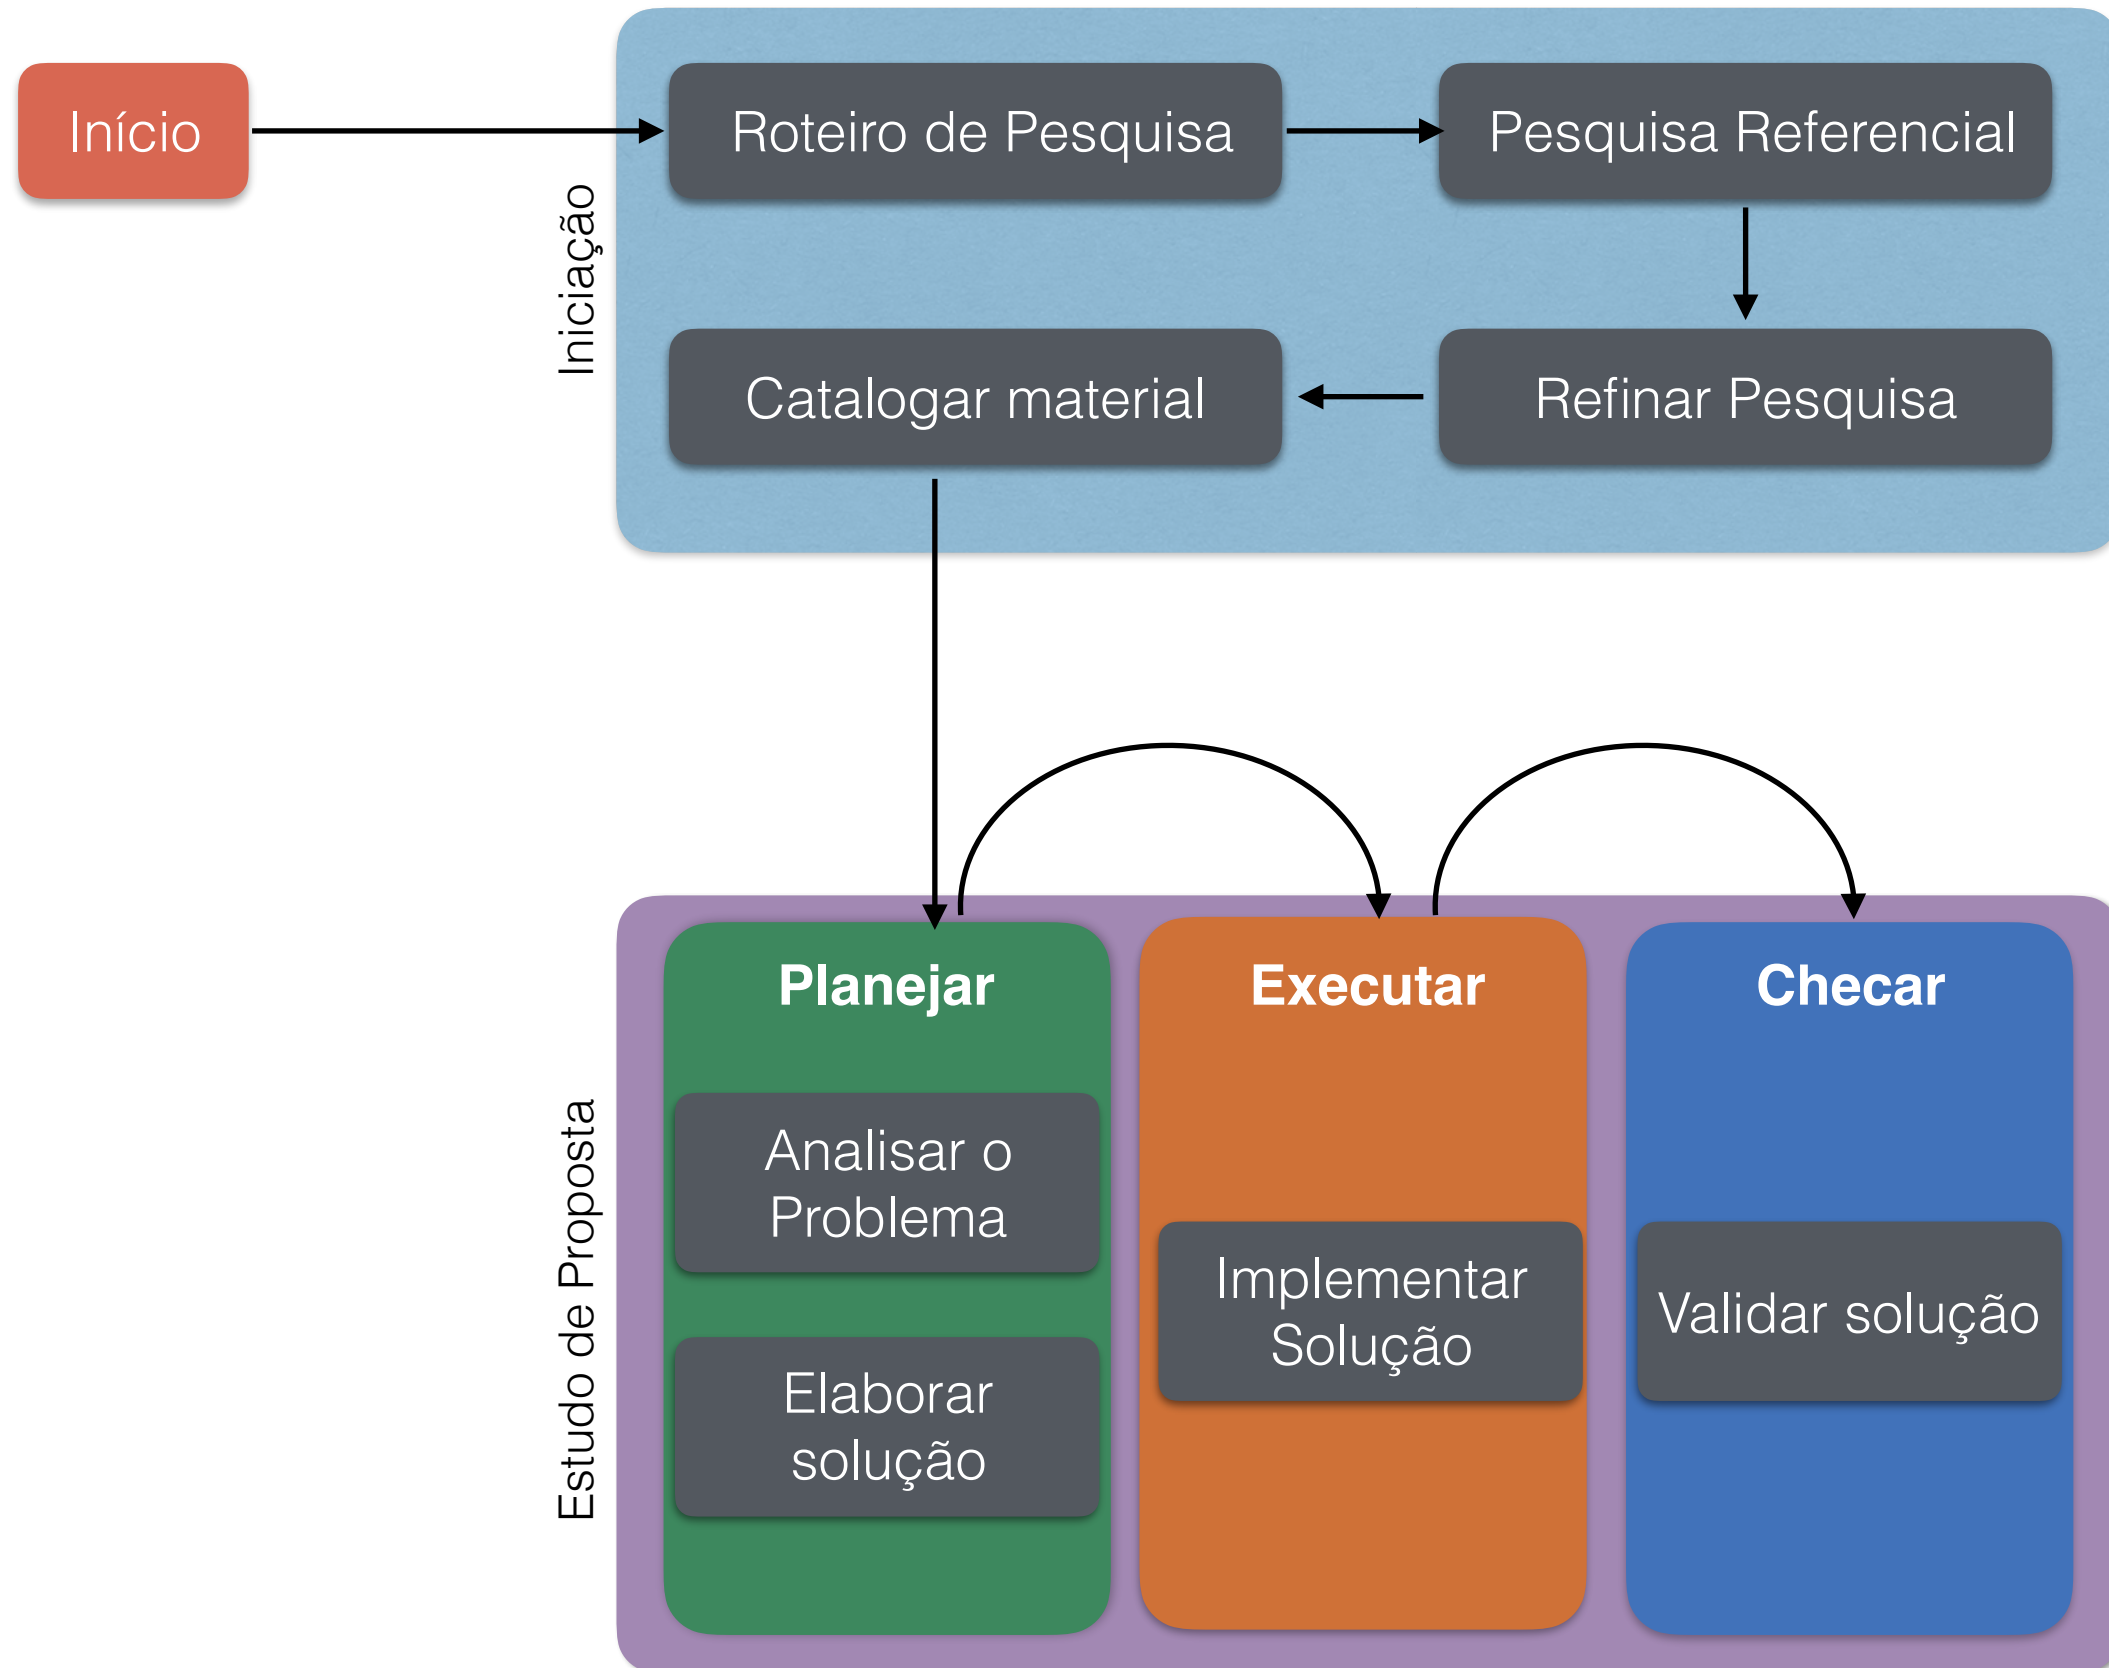 Início
Roteiro de Pesquisa
Pesquisa Referencial
Iniciação
Catalogar material
Refinar Pesquisa
Estudo de Proposta
Planejar
Analisar o
Problema
Elaborar
solução
Executar
Implementar
Solução
Checar
Validar solução